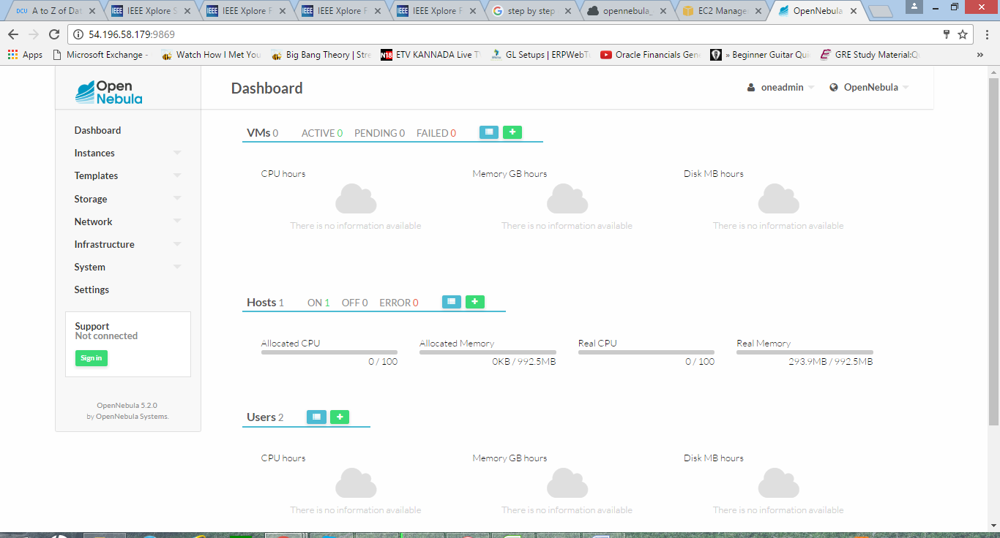 DCU A to Z of Dat IEEE IEEE Xplore S IEEE IEEE Xplore F IEEE IEEE Xplore F IEEE IEEE Xplore F step by step opennebula_ EC2 Manage OpenNebula
54.196.58.179:9869
Apps Microsoft Exchange - Watch How I Met You Big Bang Theory | Stre N18 ETV KANNADA Live T GL Setups | ERPWebT Oracle Financials Gen » Beginner Guitar Qui GRE Study Material:Q »
Open
Nebula
Dashboard
oneadmin
OpenNebula
Dashboard
Instances
Templates
Storage
Network
Infrastructure
System
Settings
Support
Not connected
Sign in
OpenNebula 5.2.0
by OpenNebula Systems.
VMs 0 ACTIVE 0 PENDING 0 FAILED 0
CPU hours Memory GB hours Disk MB hours
There is no information available There is no information available There is no information available
Hosts 1 ON 1 OFF 0 ERROR 0
Allocated CPU Allocated Memory Real CPU Real Memory
0 / 100 0KB / 992.5MB 0 / 100 293.9MB / 992.5MB
Users 2
CPU hours Memory GB hours Disk MB hours
There is no information available There is no information available There is no information available